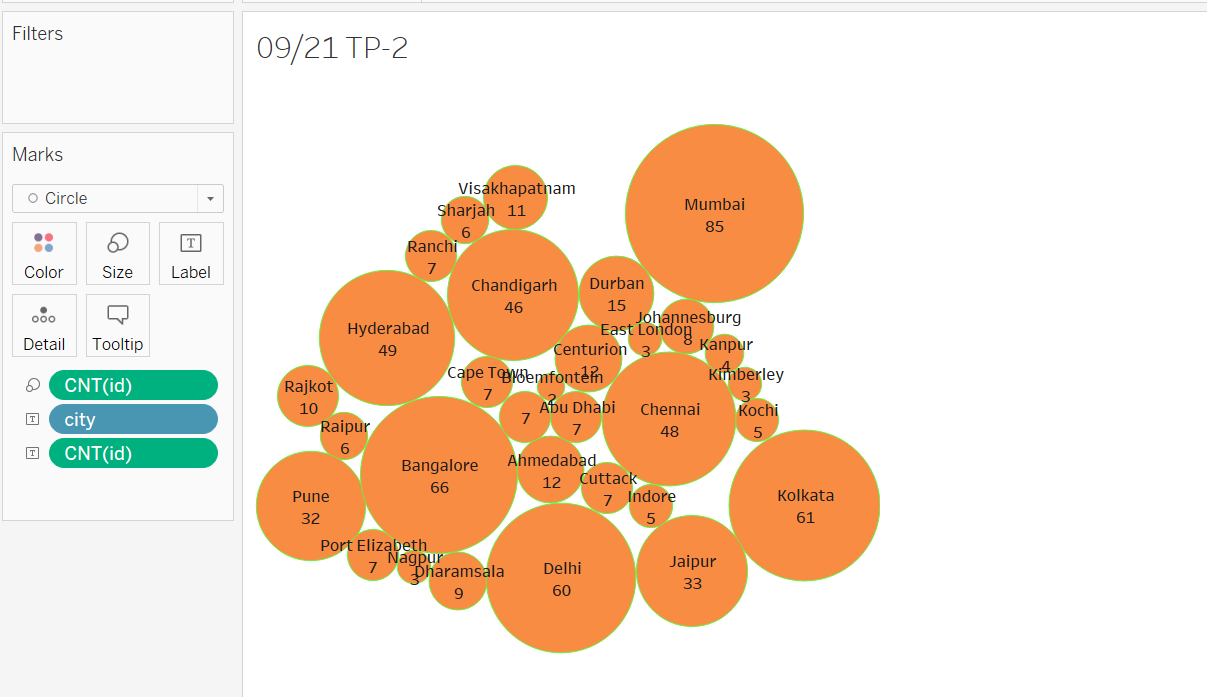 Filters
Marks
Circle
Color
Size
T
Label
Detail
Tooltip
CNT(id)
T
city
T
CNT(id)
09/21 TP-2
Mumbai
85
Visakhapatnam
11
Sharjah
6
Ranchi
7
Chandigarh
46
Durban
15
Johannesburg
8
East London
3
Hyderabad
49
Centurion
12
Kanpur
4
Cape Town
7
Bloemfontein
2
Kimberley
3
Rajkot
10
7
Abu Dhabi
7
Chennai
48
Kochi
5
Raipur
6
Bangalore
66
Ahmedabad
12
Cuttack
7
Indore
5
Kolkata
61
Pune
32
Port Elizabeth
7
Nagpur
3
Dharamsala
9
Delhi
60
Jaipur
33